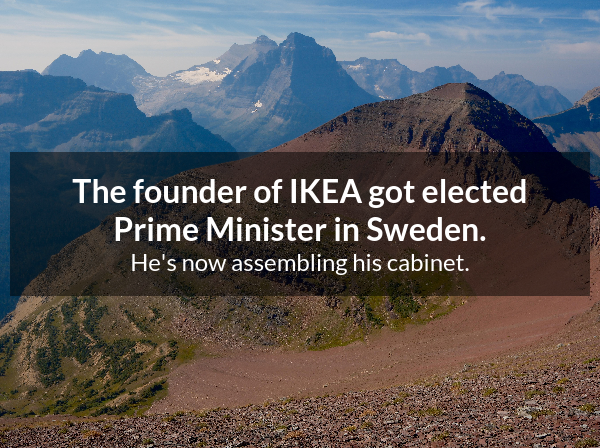 The founder of IKEA got elected
Prime Minister in Sweden.
He's now assembling his cabinet.